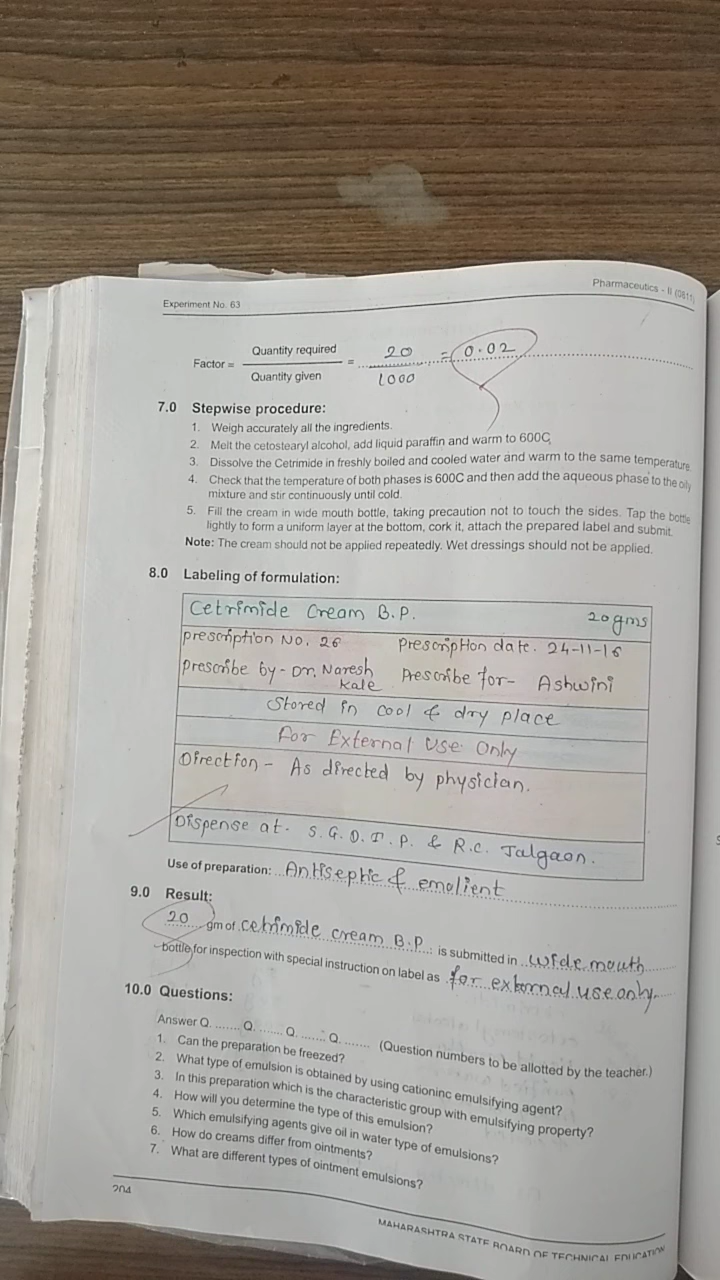 Pharmaceutics - II (0811)
Experiment No. 63
Factor = Quantity required / Quantity given = 20 / 1000 = 0.02
7.0 Stepwise procedure:
1. Weigh accurately all the ingredients.
2. Melt the cetostearyl alcohol, add liquid paraffin and warm to 600C,
3. Dissolve the Cetrimide in freshly boiled and cooled water and warm to the same temperature
4. Check that the temperature of both phases is 600C and then add the aqueous phase to the oily
mixture and stir continuously until cold.
5. Fill the cream in wide mouth bottle, taking precaution not to touch the sides. Tap the bottle
lightly to form a uniform layer at the bottom, cork it, attach the prepared label and submit.
Note: The cream should not be applied repeatedly. Wet dressings should not be applied.
8.0 Labeling of formulation:
Cetrimide Cream B.P. 20gms
prescription No. 26 Prescription date. 24-11-16
prescribe by - Dr. Naresh Kale Prescribe for- Ashwini
Stored in cool & dry place
For External Use Only
Direction - As directed by physician.
Dispense at. S.G.D.I.P. & R.C. Jalgaon.
Use of preparation: Antiseptic & emolient
9.0 Result:
20 gm of cetrimide cream B.P. is submitted in wide mouth
bottle for inspection with special instruction on label as for external use only.
10.0 Questions:
Answer Q. ....... Q. ....... Q. ....... Q. ....... (Question numbers to be allotted by the teacher.)
1. Can the preparation be freezed?
2. What type of emulsion is obtained by using cationinc emulsifying agent?
3. In this preparation which is the characteristic group with emulsifying property?
4. How will you determine the type of this emulsion?
5. Which emulsifying agents give oil in water type of emulsions?
6. How do creams differ from ointments?
7. What are different types of ointment emulsions?
204
MAHARASHTRA STATE BOARD OF TECHNICAL EDUCATION